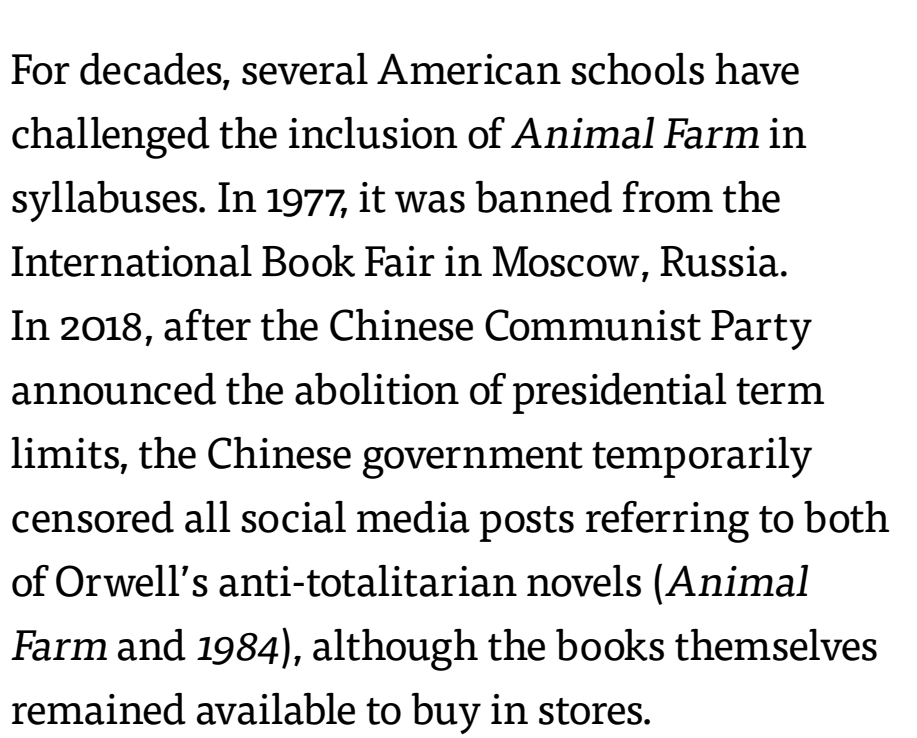 For decades, several American schools have
challenged the inclusion of Animal Farm in
syllabuses. In 1977, it was banned from the
International Book Fair in Moscow, Russia.
In 2018, after the Chinese Communist Party
announced the abolition of presidential term
limits, the Chinese government temporarily
censored all social media posts referring to both
of Orwell’s anti-totalitarian novels (Animal
Farm and 1984), although the books themselves
remained available to buy in stores.